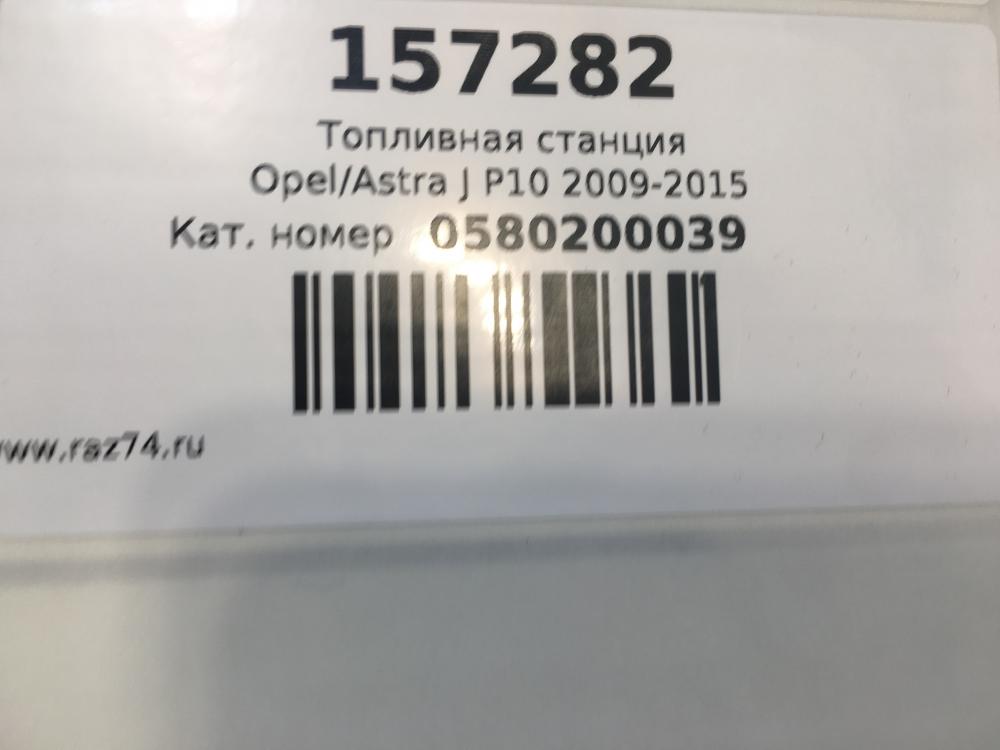 157282
Топливная станция
Opel/Astra J P10 2009-2015
Кат. номер 0580200039
www.raz74.ru